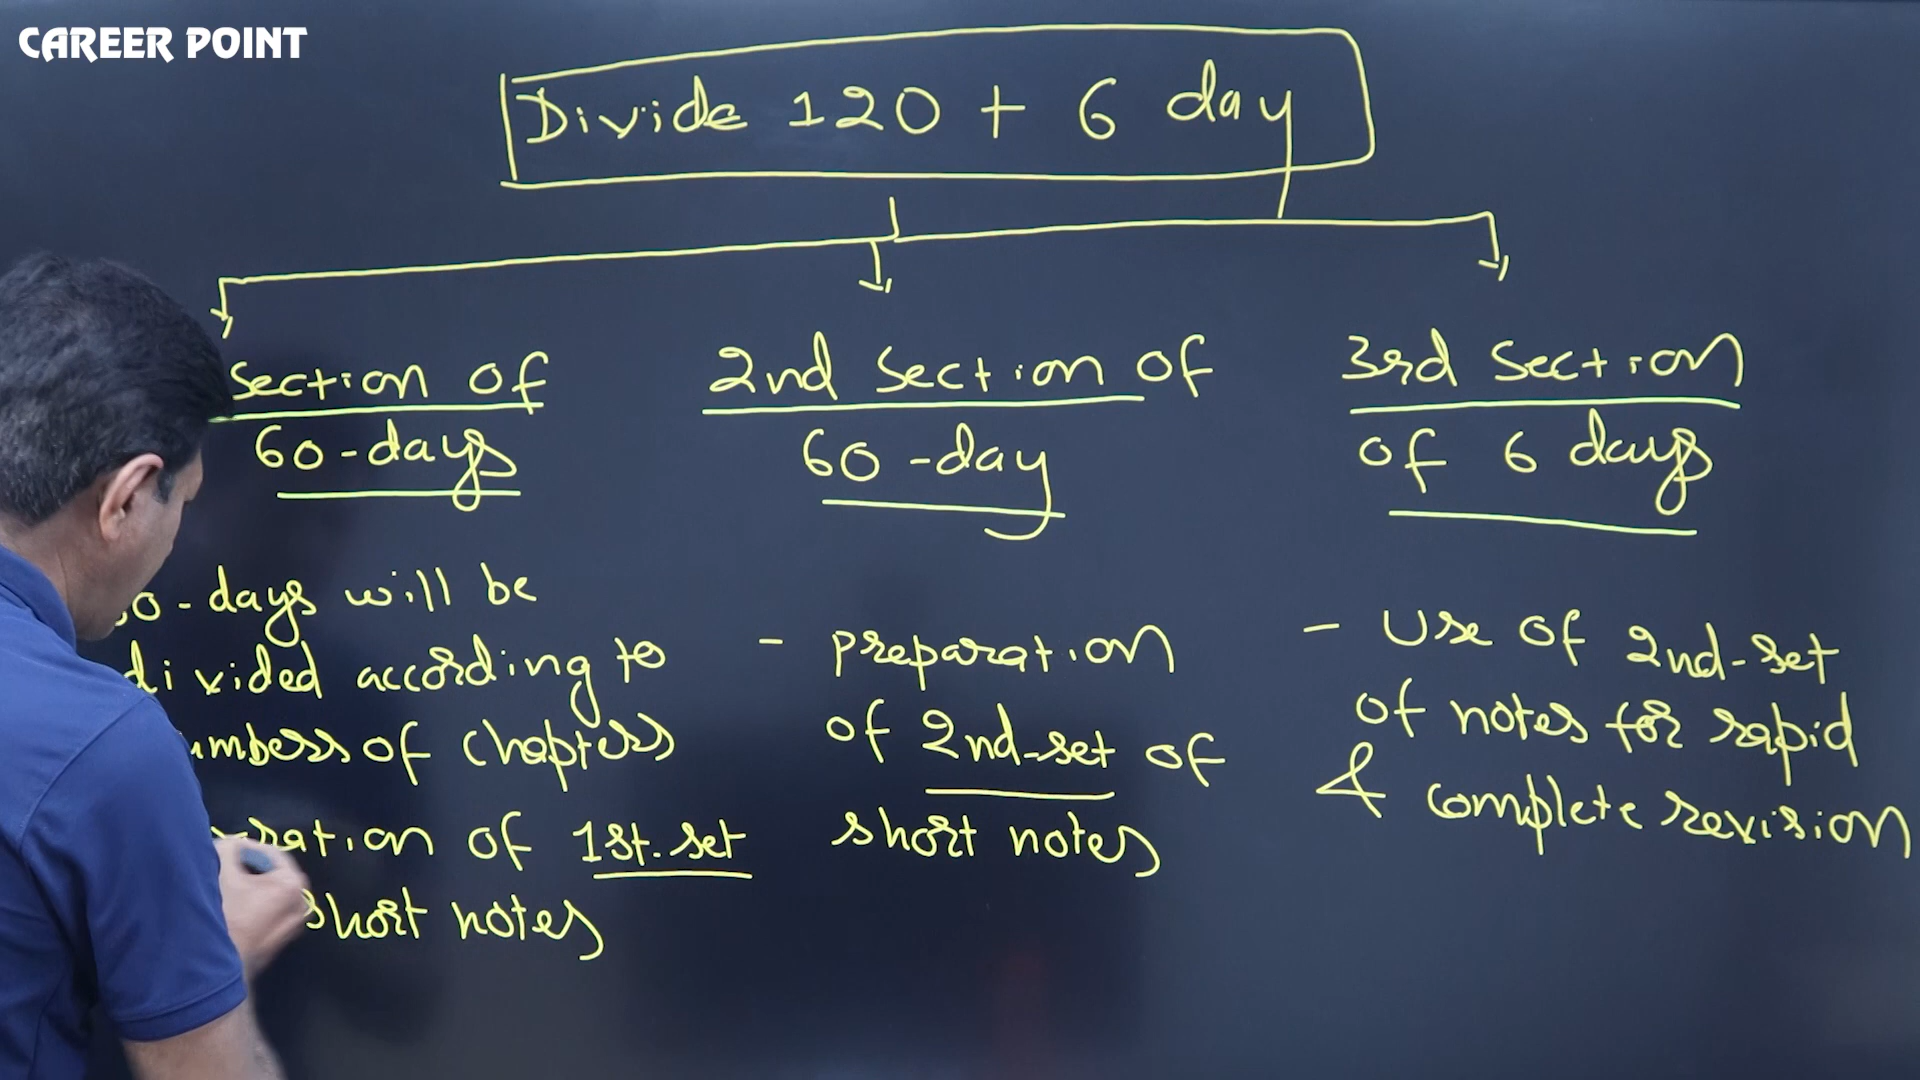 CAREER POINT
Divide 120 + 6 day
section of
60-days
2nd section of
60-day
3rd section
of 6 days
days will be
divided according to
of chapters
of 1st-set
short notes
- preparation
of 2nd-set of
short notes
- Use of 2nd-set
of notes for rapid
& complete revision